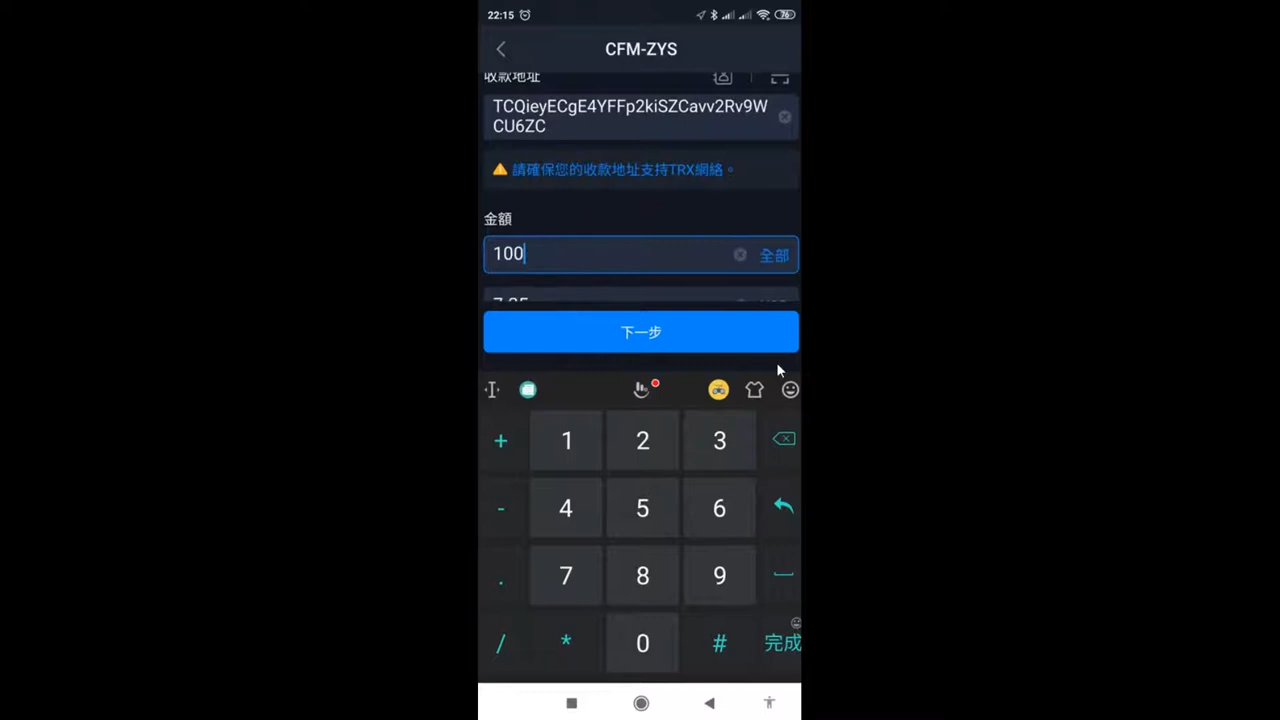 22:15
76
CFM-ZYS
收款地址
TCQieyECgE4YFFp2kiSZCavv2Rv9W
CU6ZC
請確保您的收款地址支持TRX網絡。
金額
100
全部
下一步
+ 1 2 3
- 4 5 6
. 7 8 9
/ * 0 # 完成